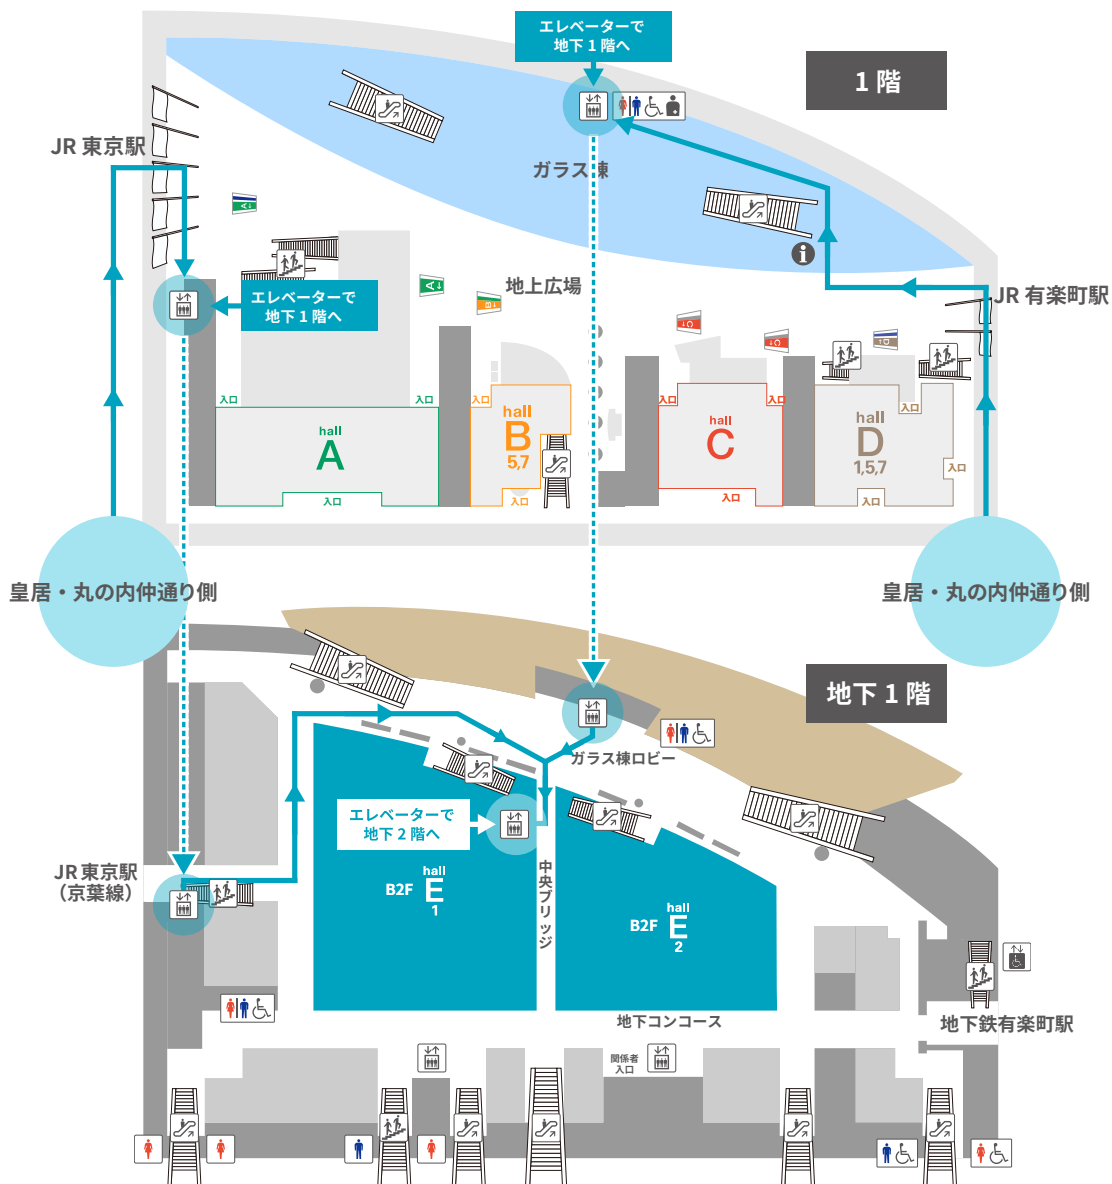 エレベーターで
地下 1 階へ
1 階
JR 東京駅
ガラス棟
A
i
エレベーターで
地下 1 階へ
地上広場
A
B
C
C
D
JR 有楽町駅
入口
入口
hall
A
入口
入口
hall
B
5,7
入口
入口
入口
hall
C
入口
入口
hall
D
1,5,7
入口
入口
皇居・丸の内仲通り側
皇居・丸の内仲通り側
地下 1 階
ガラス棟ロビー
エレベーターで
地下 2 階へ
JR 東京駅
（京葉線）
B2F
hall
E
1
中央ブリッジ
B2F
hall
E
2
地下コンコース
地下鉄有楽町駅
関係者
入口